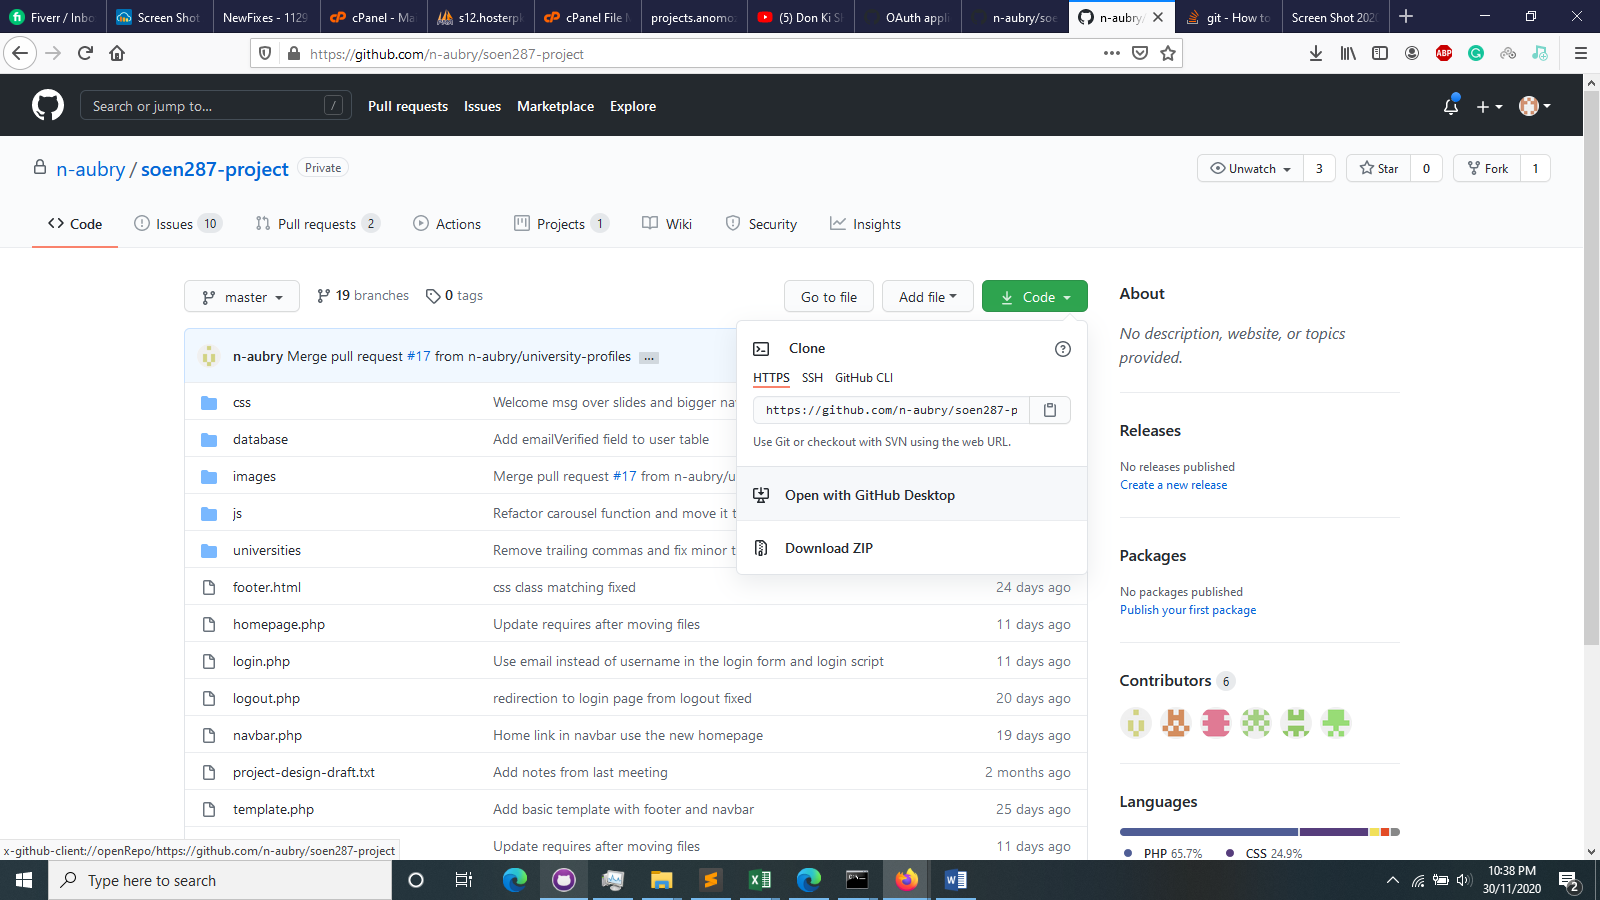 Fiverr / Inbo
Screen Shot
NewFixes - 1129
cPanel - Ma
s12.hosterpk
cPanel File M
projects.anomoz
(5) Don Ki Sh
OAuth appli
n-aubry/soe
n-aubry/
git - How to
Screen Shot 202
https://github.com/n-aubry/soen287-project
ABP
Search or jump to...
/
Pull requests
Issues
Marketplace
Explore
n-aubry / soen287-project
Private
Unwatch
3
Star
0
Fork
1
Code
Issues 10
Pull requests 2
Actions
Projects 1
Wiki
Security
Insights
master
19 branches
0 tags
Go to file
Add file
Code
n-aubry Merge pull request #17 from n-aubry/university-profiles ...
css
Welcome msg over slides and bigger na
database
Add emailVerified field to user table
images
Merge pull request #17 from n-aubry/u
js
Refactor carousel function and move it t
universities
Remove trailing commas and fix minor t
footer.html
css class matching fixed
24 days ago
homepage.php
Update requires after moving files
11 days ago
login.php
Use email instead of username in the login form and login script
11 days ago
logout.php
redirection to login page from logout fixed
20 days ago
navbar.php
Home link in navbar use the new homepage
19 days ago
project-design-draft.txt
Add notes from last meeting
2 months ago
template.php
Add basic template with footer and navbar
25 days ago
Update requires after moving files
11 days ago
Clone
HTTPS
SSH
GitHub CLI
https://github.com/n-aubry/soen287-p
Use Git or checkout with SVN using the web URL.
Open with GitHub Desktop
Download ZIP
About
No description, website, or topics
provided.
Releases
No releases published
Create a new release
Packages
No packages published
Publish your first package
Contributors 6
Languages
PHP 65.7%
CSS 24.9%
x-github-client://openRepo/https://github.com/n-aubry/soen287-project
Type here to search
10:38 PM
30/11/2020
2